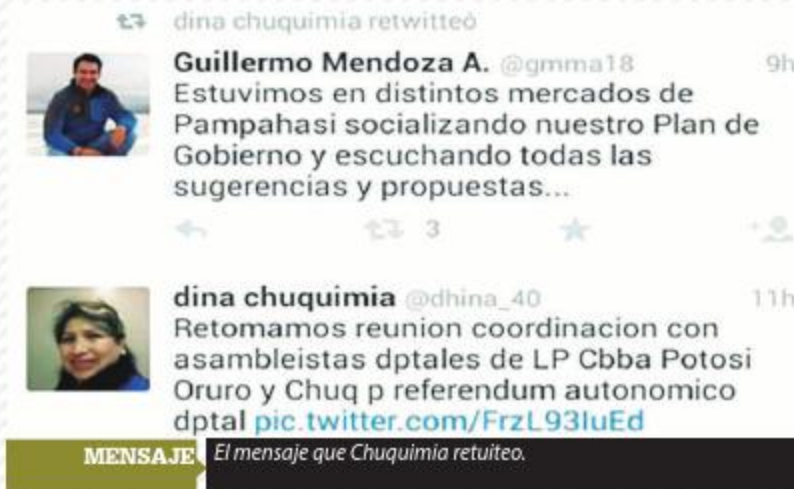 dina chuquimia retwitteó
Guillermo Mendoza A. @gmma18 9h
Estuvimos en distintos mercados de
Pampahasi socializando nuestro Plan de
Gobierno y escuchando todas las
sugerencias y propuestas...
3
dina chuquimia @dhina_40 11h
Retomamos reunion coordinacion con
asambleistas dptales de LP Cbba Potosi
Oruro y Chuq p referendum autonomico
dptal pic.twitter.com/FrzL93IuEd
MENSAJE El mensaje que Chuquimia retuiteo.